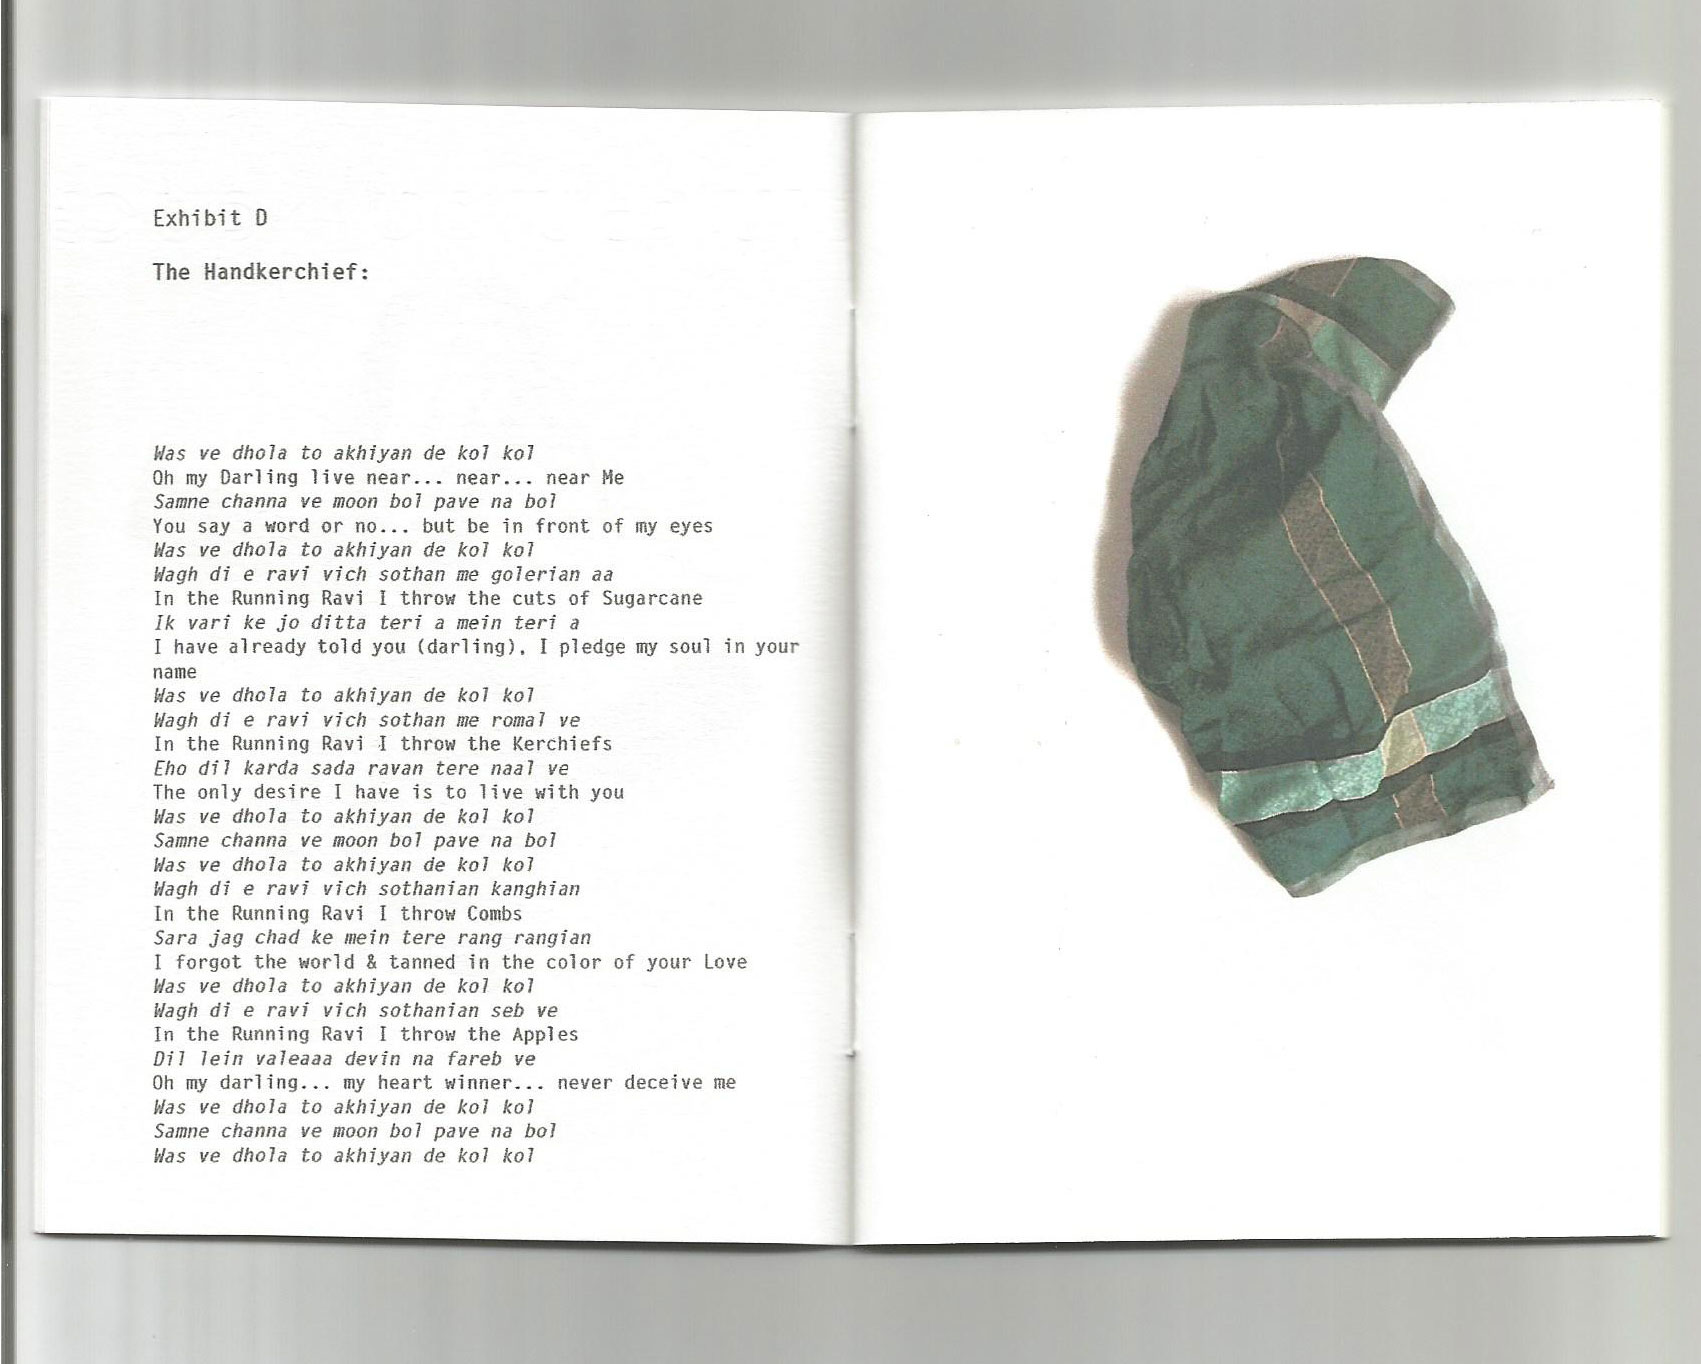 Exhibit D
The Handkerchief:
Was ve dhola to akhiyan de kol kol
Oh my Darling live near... near... near Me
Samne channa ve moon bol pave na bol
You say a word or no... but be in front of my eyes
Was ve dhola to akhiyan de kol kol
Wagh di e ravi vich sothan me golerian aa
In the Running Ravi I throw the cuts of Sugarcane
Ik vari ke jo ditta teri a mein teri a
I have already told you (darling), I pledge my soul in your
name
Was ve dhola to akhiyan de kol kol
Wagh di e ravi vich sothan me romal ve
In the Running Ravi I throw the Kerchiefs
Eho dil karda sada ravan tere naal ve
The only desire I have is to live with you
Was ve dhola to akhiyan de kol kol
Samne channa ve moon bol pave na bol
Was ve dhola to akhiyan de kol kol
Wagh di e ravi vich sothanian kanghian
In the Running Ravi I throw Combs
Sara jag chad ke mein tere rang rangian
I forgot the world & tanned in the color of your Love
Was ve dhola to akhiyan de kol kol
Wagh di e ravi vich sothanian seb ve
In the Running Ravi I throw the Apples
Dil lein valeaaa devin na fareb ve
Oh my darling... my heart winner... never deceive me
Was ve dhola to akhiyan de kol kol
Samne channa ve moon bol pave na bol
Was ve dhola to akhiyan de kol kol